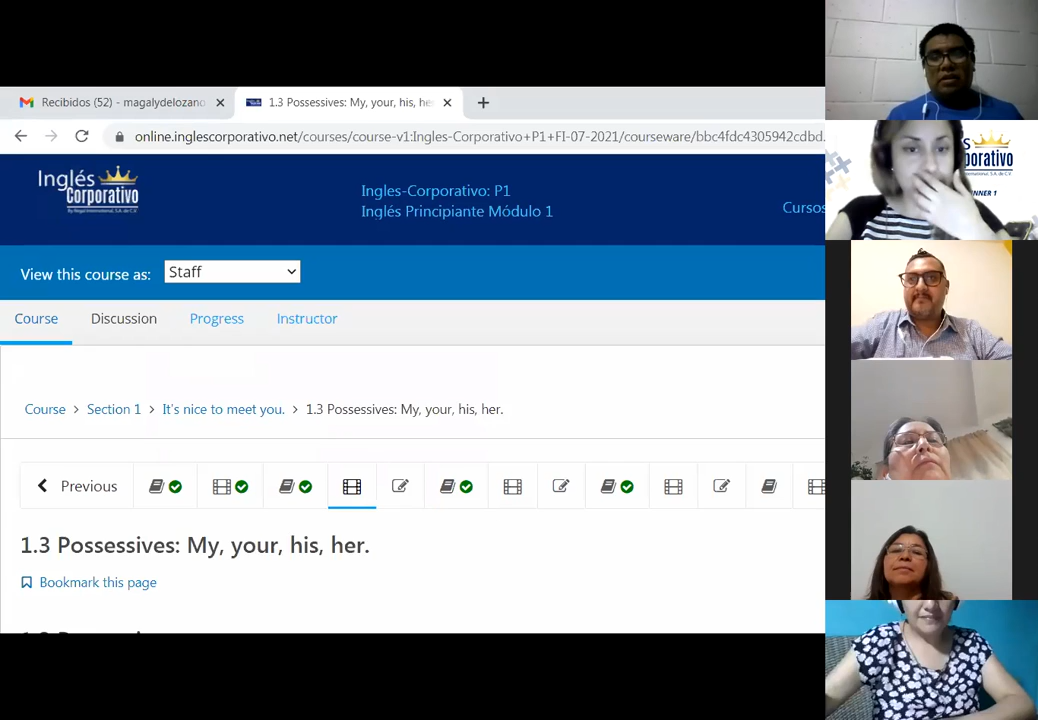 Recibidos (52) - magalydelozano
1.3 Possessives: My, your, his, he
online.inglescorporativo.net/courses/course-v1:Ingles-Corporativo+P1+FI-07-2021/courseware/bbc4fdc4305942cdbd.
Inglés
Corporativo
Ingles-Corporativo: P1
Inglés Principiante Módulo 1
Cursos
View this course as:
Staff
Course
Discussion
Progress
Instructor
Course > Section 1 > It's nice to meet you. > 1.3 Possessives: My, your, his, her.
Previous
1.3 Possessives: My, your, his, her.
Bookmark this page
s
porativo
NNER 1